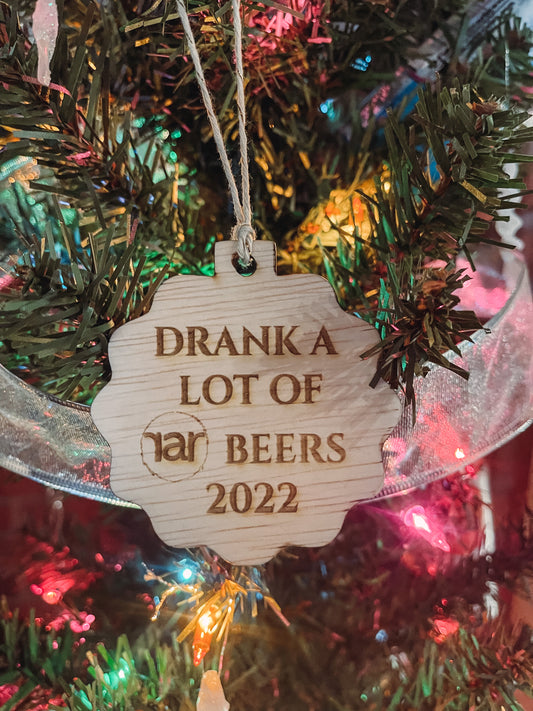 DRANK A
LOT OF
rar BEERS
2022